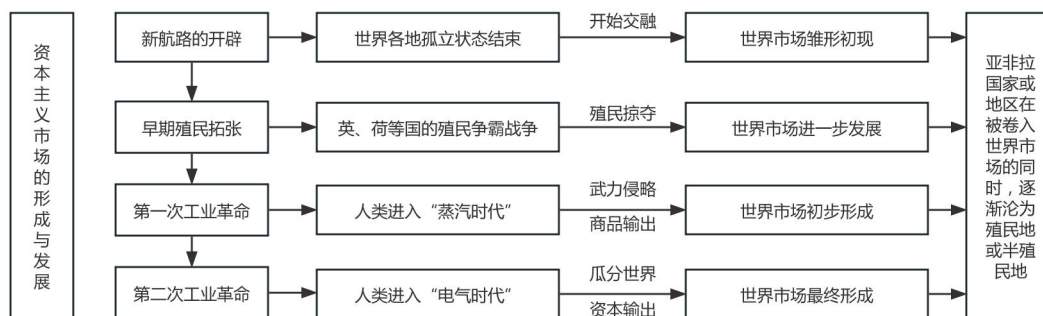 资本主义市场的形成与发展
新航路的开辟
世界各地孤立状态结束
开始交融
世界市场雏形初现
早期殖民拓张
英、荷等国的殖民争霸战争
殖民掠夺
世界市场进一步发展
第一次工业革命
人类进入“蒸汽时代”
武力侵略
商品输出
世界市场初步形成
第二次工业革命
人类进入“电气时代”
瓜分世界
资本输出
世界市场最终形成
亚非拉
国家或
地区在
被卷入
世界市
场的同
时，逐
渐沦为
殖民地
或半殖
民地